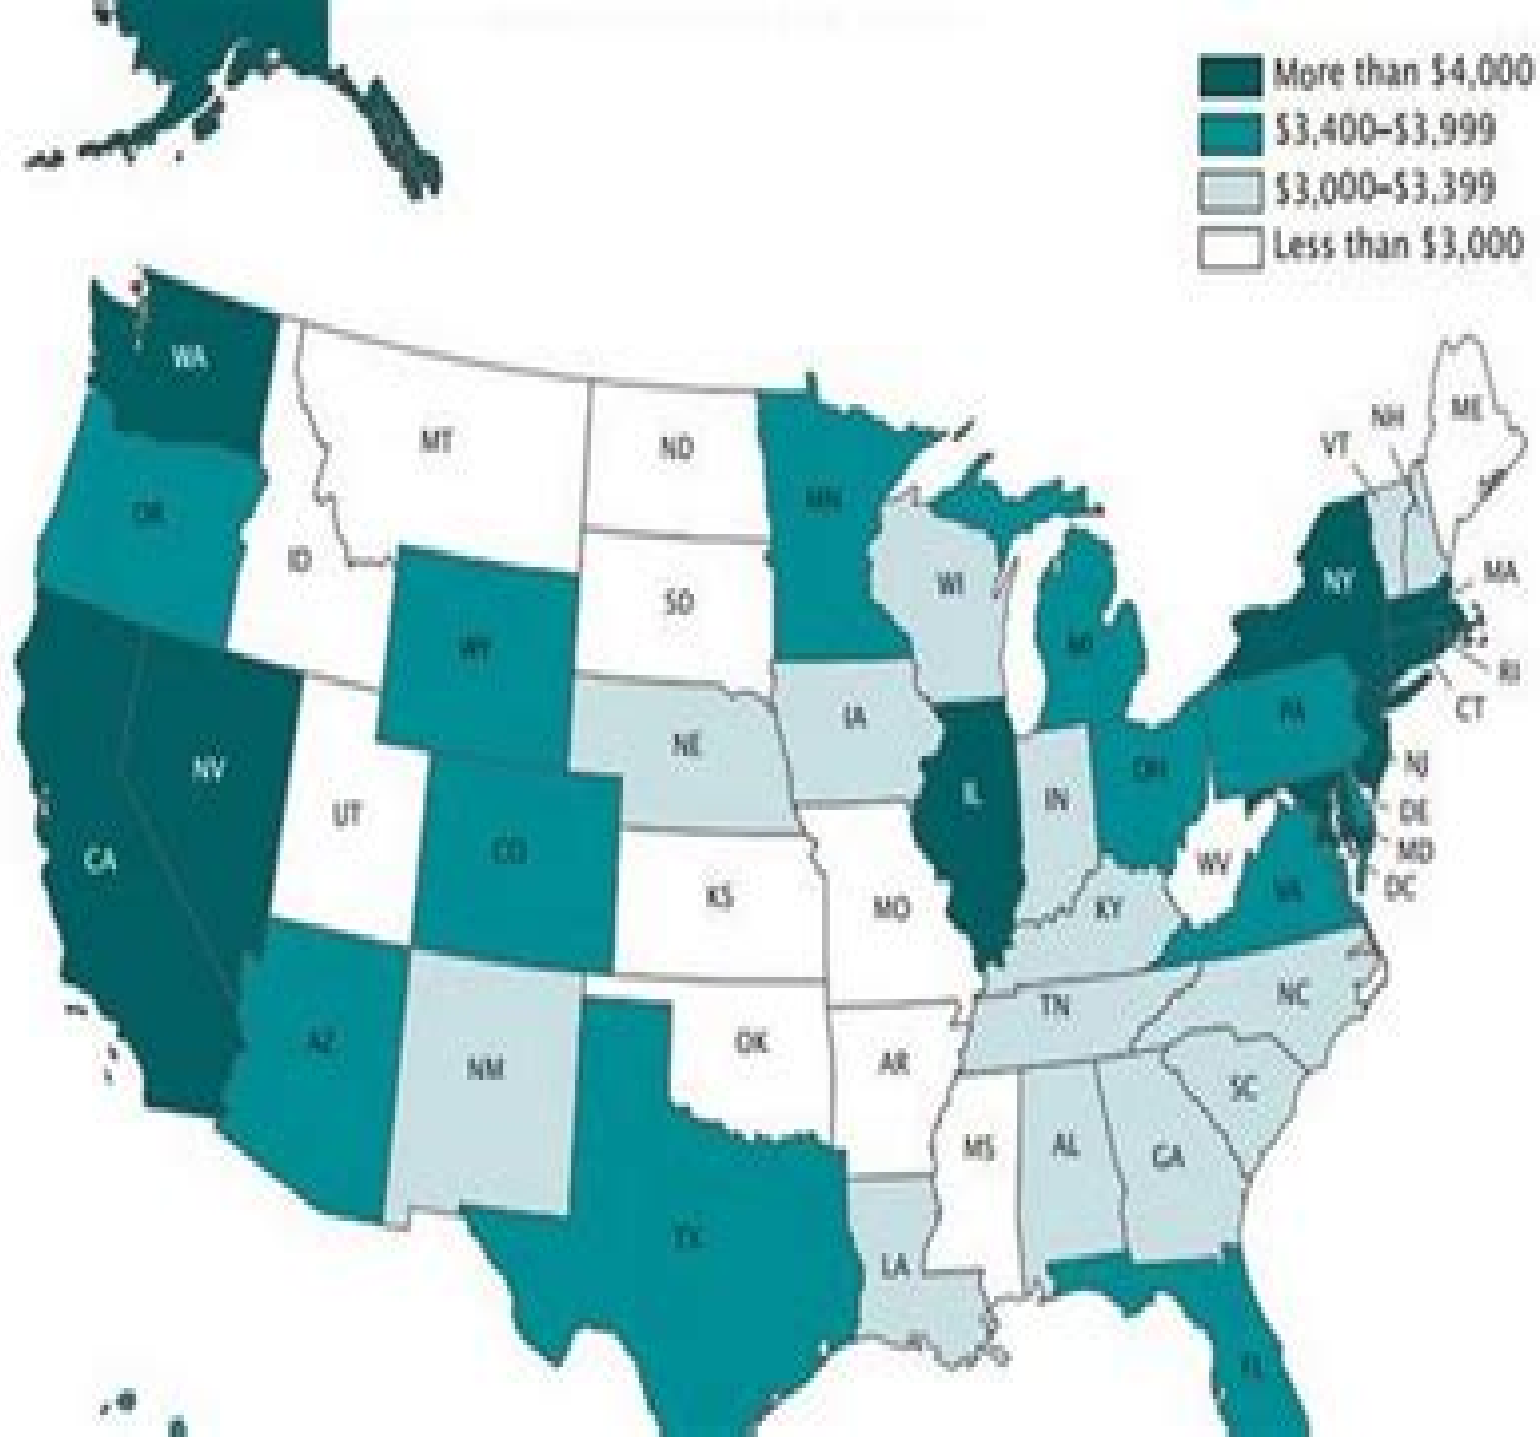 More than $4,000
$3,400–$3,999
$3,000–$3,399
Less than $3,000
WA
MT
ND
MN
NH
ME
VT
OR
ID
SD
WI
NY
MA
WY
MI
RI
CT
NE
IA
PA
NV
UT
CO
IL
IN
OH
NJ
DE
MD
DC
CA
KS
MO
KY
WV
VA
AZ
NM
OK
AR
TN
NC
SC
MS
AL
GA
TX
LA
FL